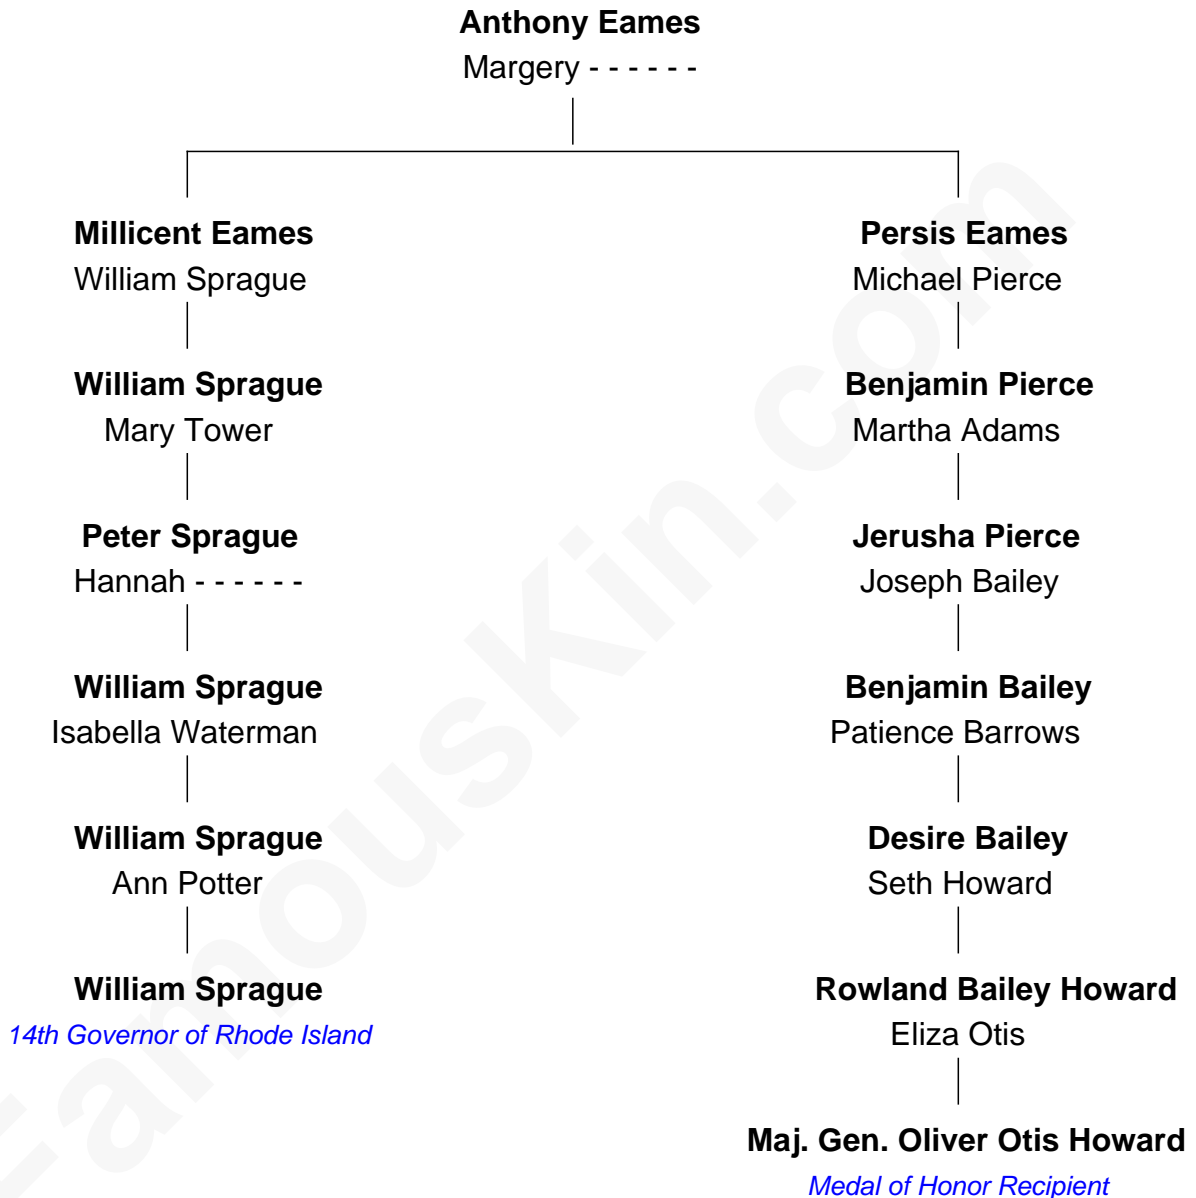 Anthony Eames
Margery - - - - - -
Millicent Eames
William Sprague
Persis Eames
Michael Pierce
William Sprague
Mary Tower
Benjamin Pierce
Martha Adams
Peter Sprague
Hannah - - - - - -
Jerusha Pierce
Joseph Bailey
William Sprague
Isabella Waterman
Benjamin Bailey
Patience Barrows
William Sprague
Ann Potter
Desire Bailey
Seth Howard
William Sprague
14th Governor of Rhode Island
Rowland Bailey Howard
Eliza Otis
Maj. Gen. Oliver Otis Howard
Medal of Honor Recipient
FamousKin.com